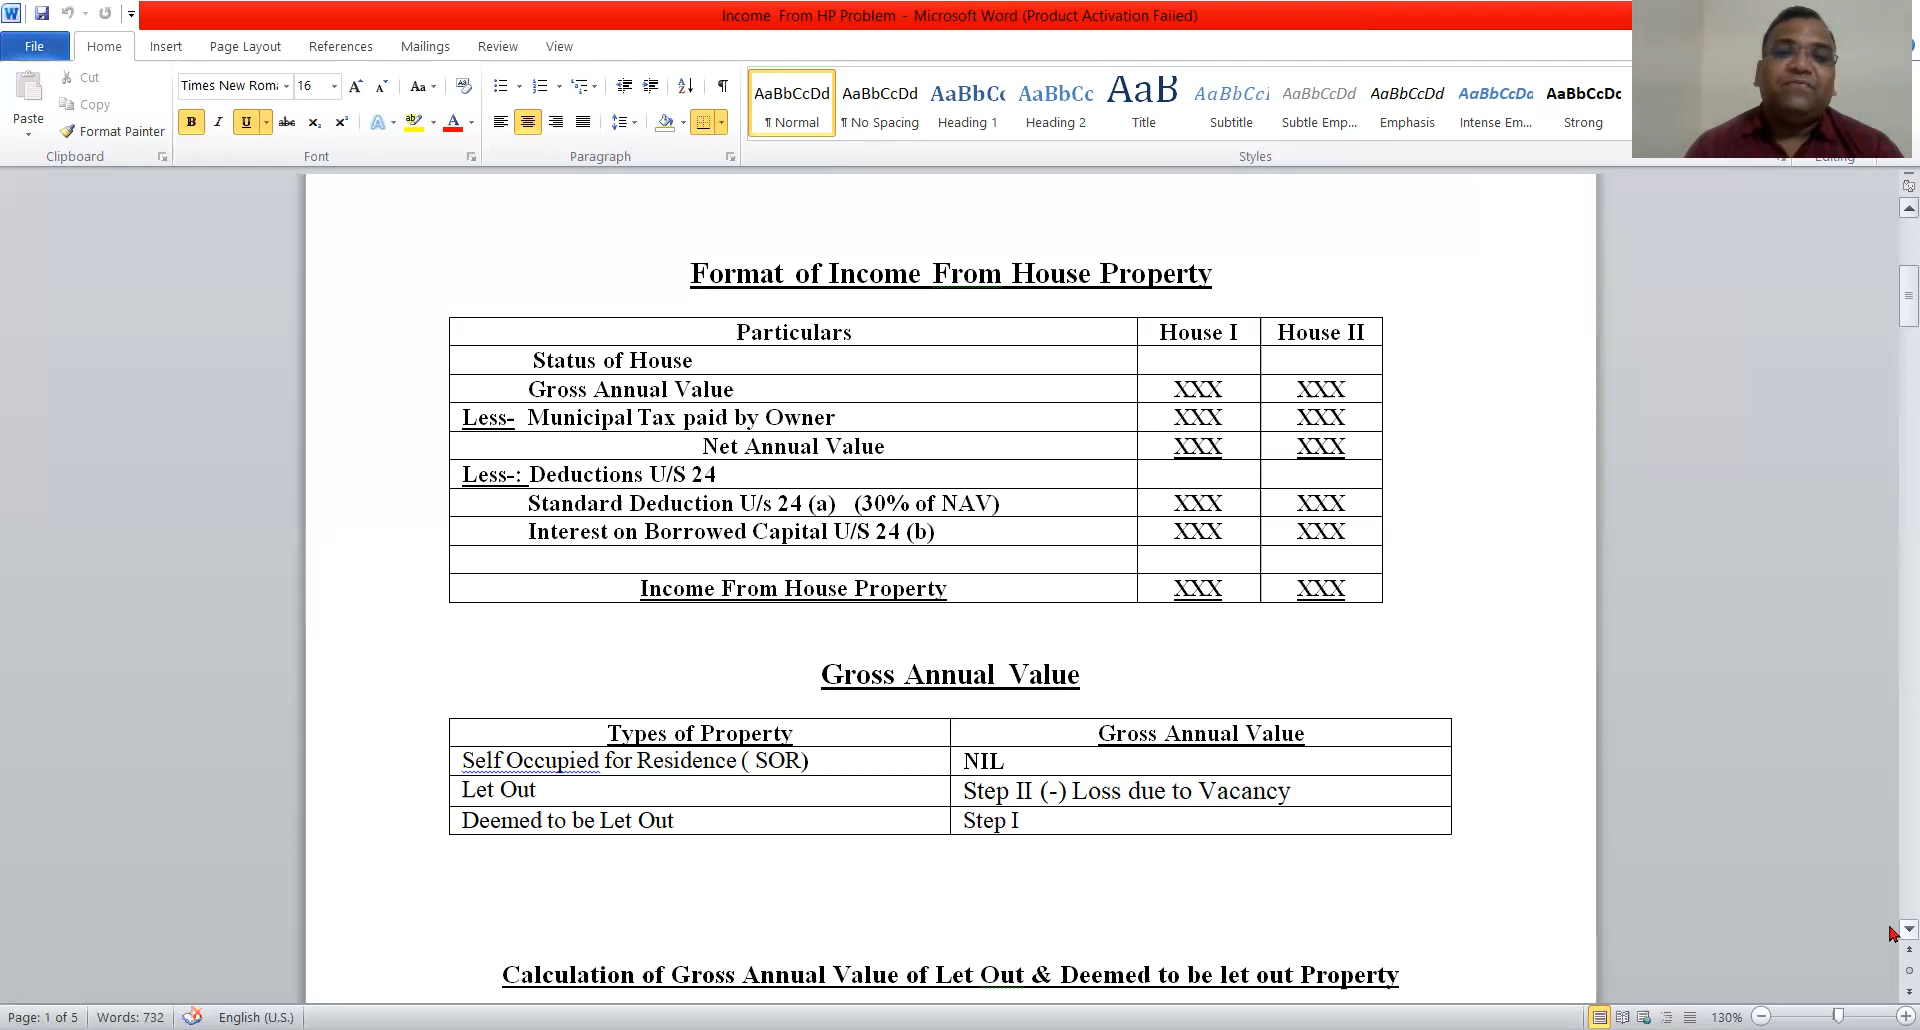 Income From HP Problem - Microsoft Word (Product Activation Failed)
File Home Insert Page Layout References Mailings Review View
Paste
Cut
Copy
Format Painter
Clipboard
Times New Rom: 16
Font
Paragraph
AaBbCcDd AaBbCcDd AaBbCc AaBbCc AaB AaBbCcI AaBbCcDd AaBbCcDd AaBbCcDd AaBbCcDd
¶ Normal ¶ No Spacing Heading 1 Heading 2 Title Subtitle Subtle Emp... Emphasis Intense Em... Strong
Styles
Format of Income From House Property
Particulars House I House II
Status of House
Gross Annual Value XXX XXX
Less- Municipal Tax paid by Owner XXX XXX
Net Annual Value XXX XXX
Less-: Deductions U/S 24
Standard Deduction U/s 24 (a) (30% of NAV) XXX XXX
Interest on Borrowed Capital U/S 24 (b) XXX XXX
Income From House Property XXX XXX
Gross Annual Value
Types of Property Gross Annual Value
Self Occupied for Residence ( SOR) NIL
Let Out Step II (-) Loss due to Vacancy
Deemed to be Let Out Step I
Calculation of Gross Annual Value of Let Out & Deemed to be let out Property
Page: 1 of 5 Words: 732 English (U.S.) 130%